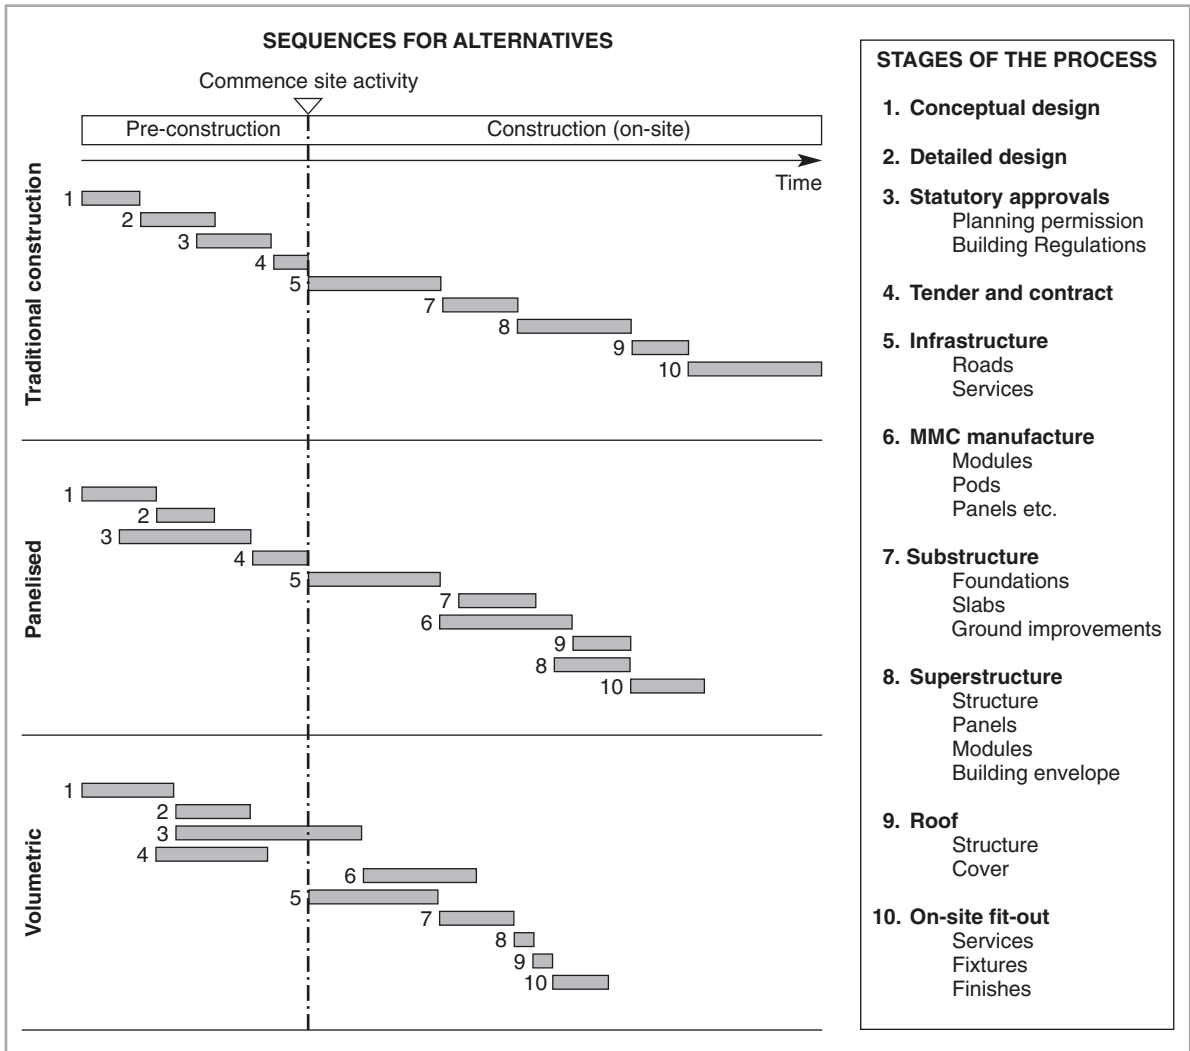 SEQUENCES FOR ALTERNATIVES
Commence site activity
Pre-construction
Construction (on-site)
Time
Traditional construction
1
2
3
4
5
7
8
9
10
Panelised
1
2
3
4
5
7
6
9
8
10
Volumetric
1
2
3
4
6
5
7
8
9
10
STAGES OF THE PROCESS
1. Conceptual design
2. Detailed design
3. Statutory approvals
Planning permission
Building Regulations
4. Tender and contract
5. Infrastructure
Roads
Services
6. MMC manufacture
Modules
Pods
Panels etc.
7. Substructure
Foundations
Slabs
Ground improvements
8. Superstructure
Structure
Panels
Modules
Building envelope
9. Roof
Structure
Cover
10. On-site fit-out
Services
Fixtures
Finishes